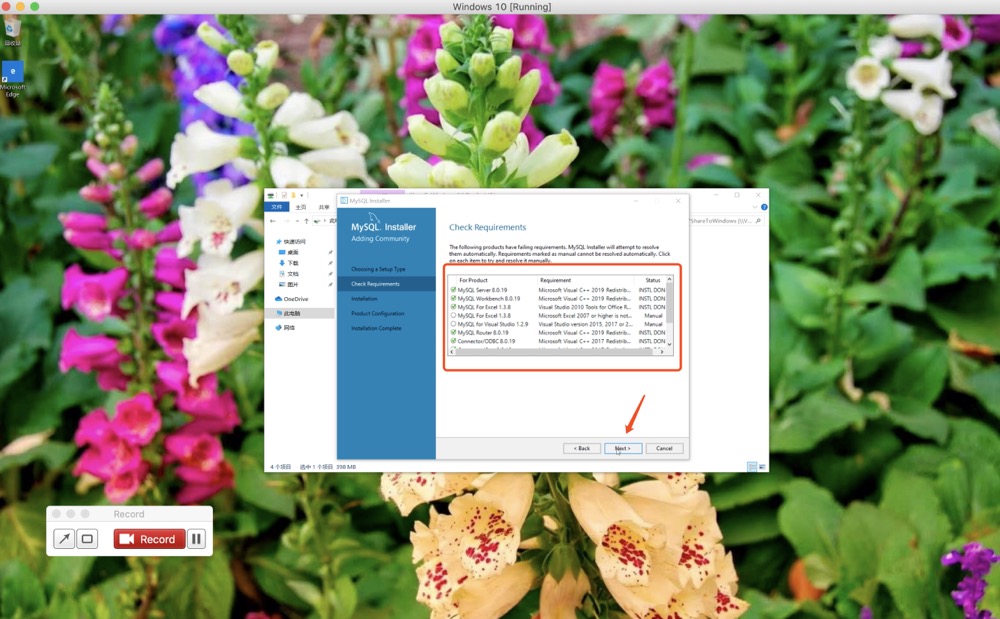 Windows 10 [Running]
回收站
Microsoft
Edge
文件 主页 共享
快速访问
桌面
下载
文档
图片
OneDrive
此电脑
网络
4 个项目 选中 1 个项目 398 MB
MySQL Installer
MySQL. Installer
Adding Community
Choosing a Setup Type
Check Requirements
Installation
Product Configuration
Installation Complete
Check Requirements
The following products have failing requirements. MySQL Installer will attempt to resolve
them automatically. Requirements marked as manual cannot be resolved automatically. Click
on each item to try and resolve it manually.
For Product Requirement Status
MySQL Server 8.0.19 Microsoft Visual C++ 2019 Redistrib... INSTL DON
MySQL Workbench 8.0.19 Microsoft Visual C++ 2019 Redistrib... INSTL DON
MySQL For Excel 1.3.8 Visual Studio 2010 Tools for Office R... INSTL DON
MySQL For Excel 1.3.8 Microsoft Excel 2007 or higher is not... Manual
MySQL for Visual Studio 1.2.9 Visual Studio version 2015, 2017 or 2... Manual
MySQL Router 8.0.19 Microsoft Visual C++ 2019 Redistrib... INSTL DON
Connector/ODBC 8.0.19 Microsoft Visual C++ 2017 Redistrib... INSTL DON
< Back Next > Cancel
Record
Record